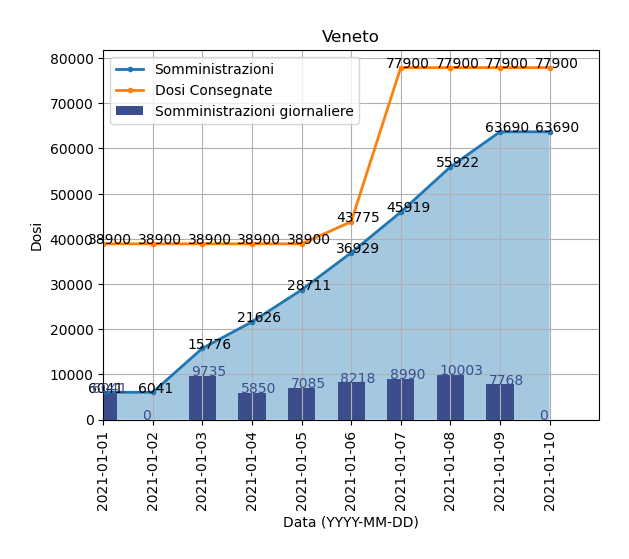 Veneto
Somministrazioni
Dosi Consegnate
Somministrazioni giornaliere
Dosi
80000
70000
60000
50000
40000
30000
20000
10000
0
38900 38900 38900 38900 38900 43775 77900 77900 77900 77900
6041 6041 15776 21626 28711 36929 45919 55922 63690 63690
6041 0 9735 5850 7085 8218 8990 10003 7768 0
2021-01-01
2021-01-02
2021-01-03
2021-01-04
2021-01-05
2021-01-06
2021-01-07
2021-01-08
2021-01-09
2021-01-10
Data (YYYY-MM-DD)